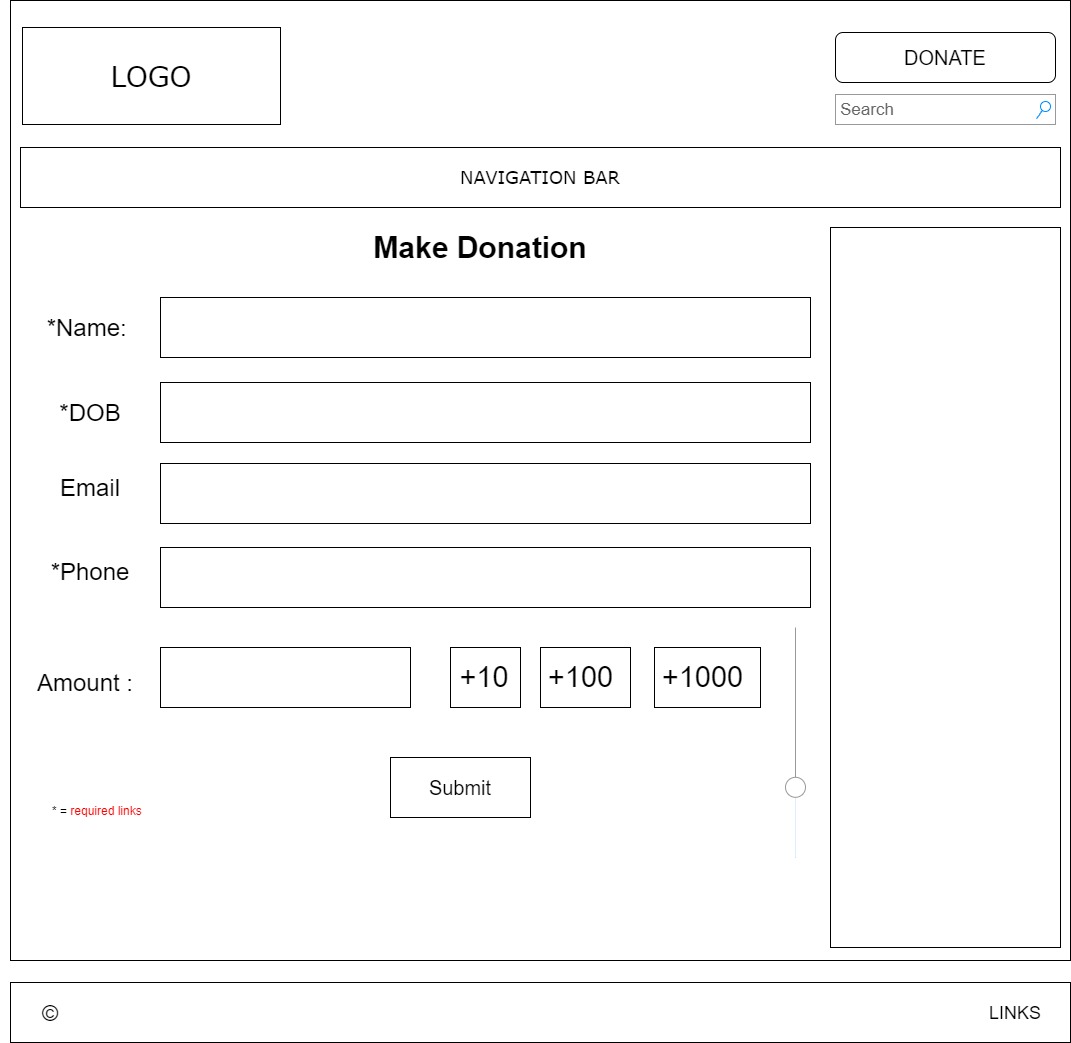 LOGO
DONATE
Search
NAVIGATION BAR
Make Donation
*Name:
*DOB
Email
*Phone
Amount :
+10
+100
+1000
Submit
* = required links
©
LINKS